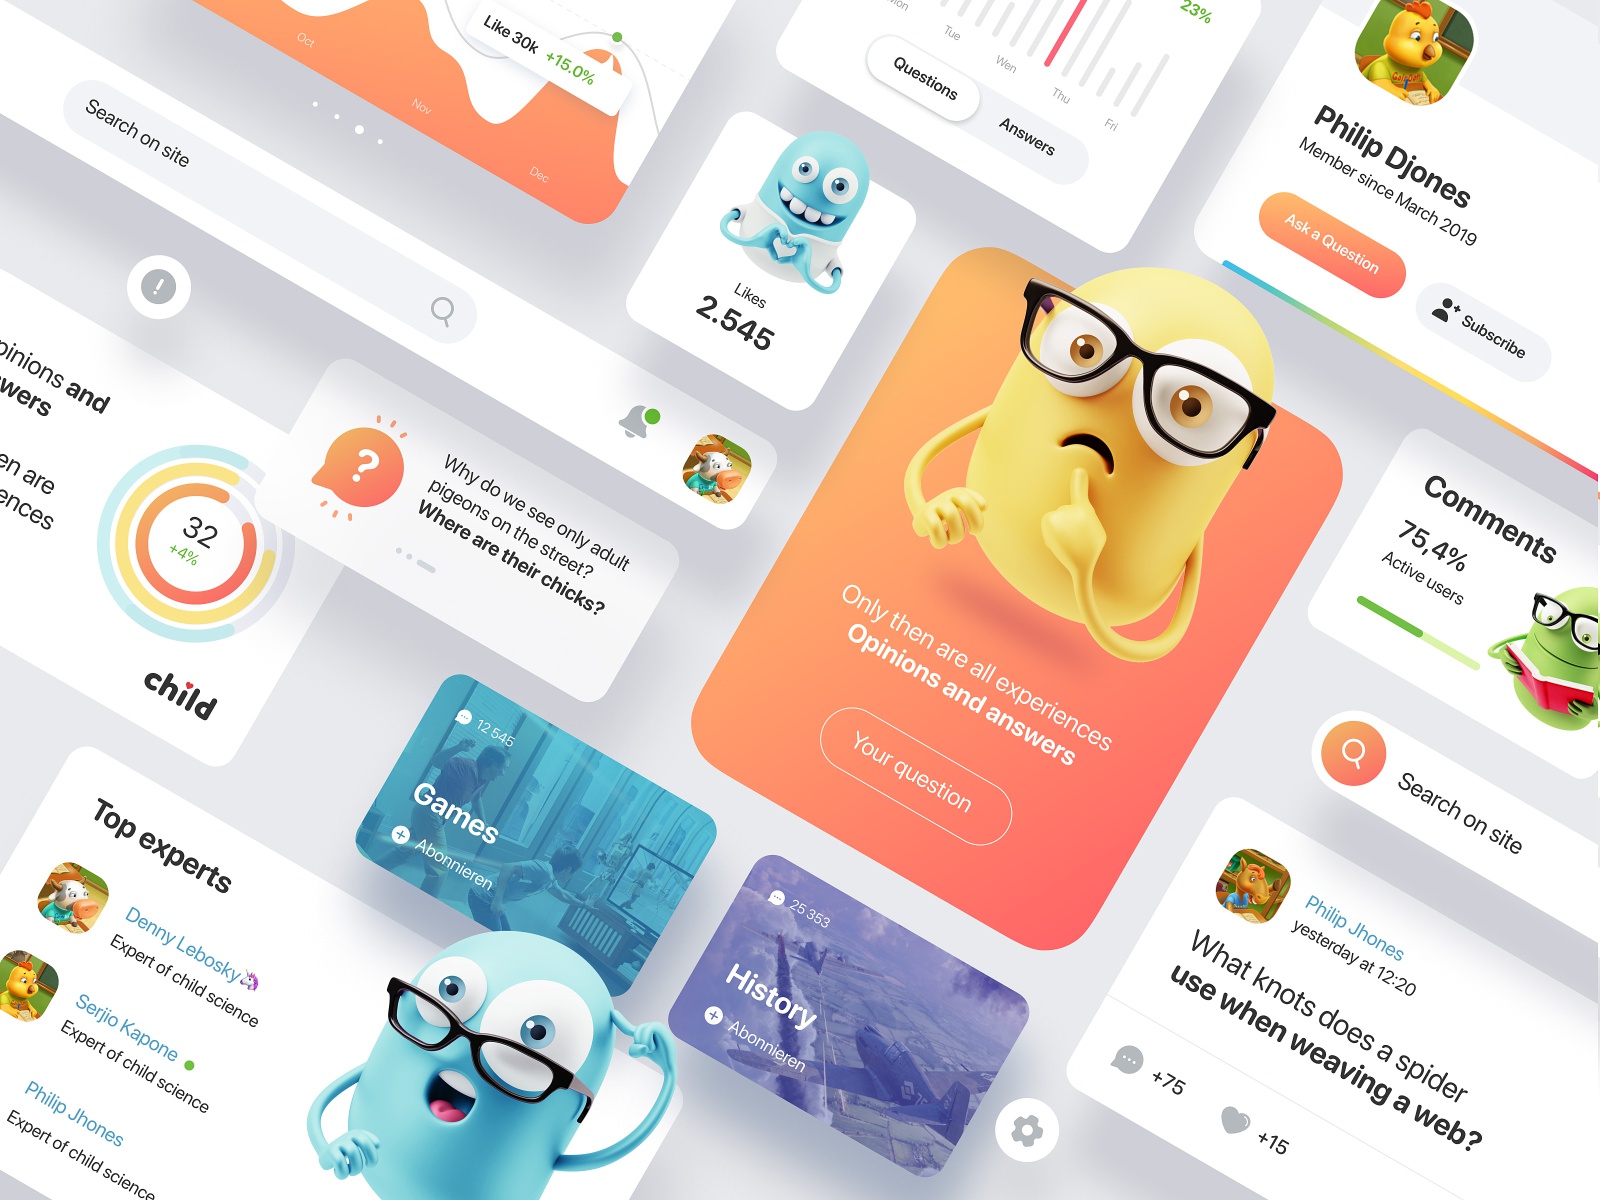 Oct
Nov
Dec
Like 30k +15.0%
Search on site
Mon
Tue
Wen
Thu
Fri
23%
Questions
Answers
Philip Djones
Member since March 2019
Ask a Question
Subscribe
Likes
2.545
and
32
+4%
child
Why do we see only adult
pigeons on the street?
Where are their chicks?
Only then are all experiences
Opinions and answers
Your question
Comments
75,4%
Active users
Search on site
12 545
Games
Abonnieren
25 353
History
Abonnieren
Top experts
Denny Lebosky
Expert of child science
Serjio Kapone
Expert of child science
Philip Jhones
Expert of child science
Philip Jhones
yesterday at 12:20
What knots does a spider
use when weaving a web?
+75
+15